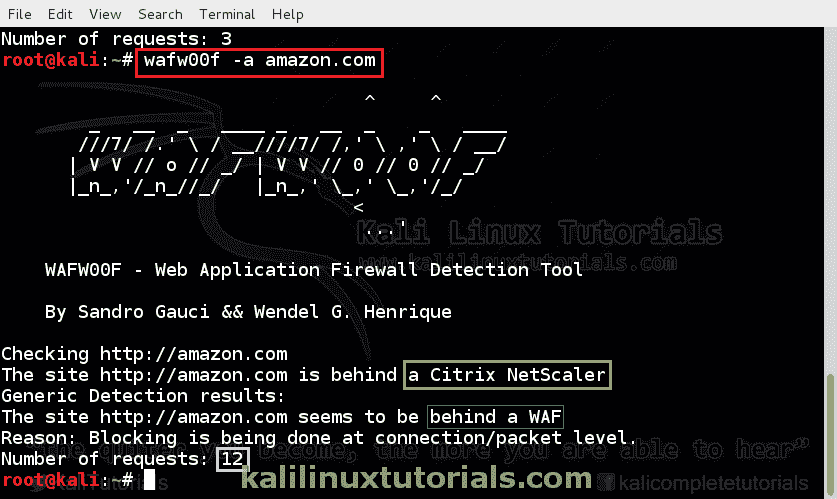 File Edit View Search Terminal Help
Number of requests: 3
root@kali:~# wafw00f -a amazon.com
                                 ^      ^
        _   __  _   ____ _   __  _    _   ____
       ///7/ /.' \ / __////7/ /,' \ ,' \ / __/
      | V V // o // _/ | V V // 0 // 0 // _/
      |_n_,'/_n_//_/   |_n_,' \_,' \_,'/_/
                                <
                                 ...'
Kali Linux Tutorials
www.kalilinuxtutorials.com
WAFW00F - Web Application Firewall Detection Tool
By Sandro Gauci && Wendel G. Henrique
Checking http://amazon.com
The site http://amazon.com is behind a Citrix NetScaler
Generic Detection results:
The site http://amazon.com seems to be behind a WAF
Reason: Blocking is being done at connection/packet level.
become, the more you are able to hear”
Number of requests: 12
root@kali:~#
kalilinuxtutorials.com
kalicompletetutorials